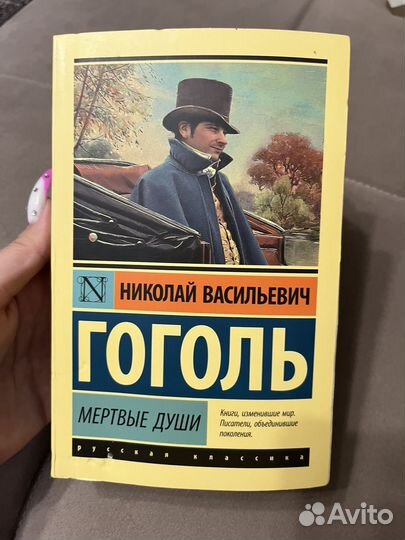 N
НИКОЛАЙ ВАСИЛЬЕВИЧ
ГОГОЛЬ
МЕРТВЫЕ ДУШИ
Книги, изменившие мир.
Писатели, объединившие
поколения.
русская классика
Avito